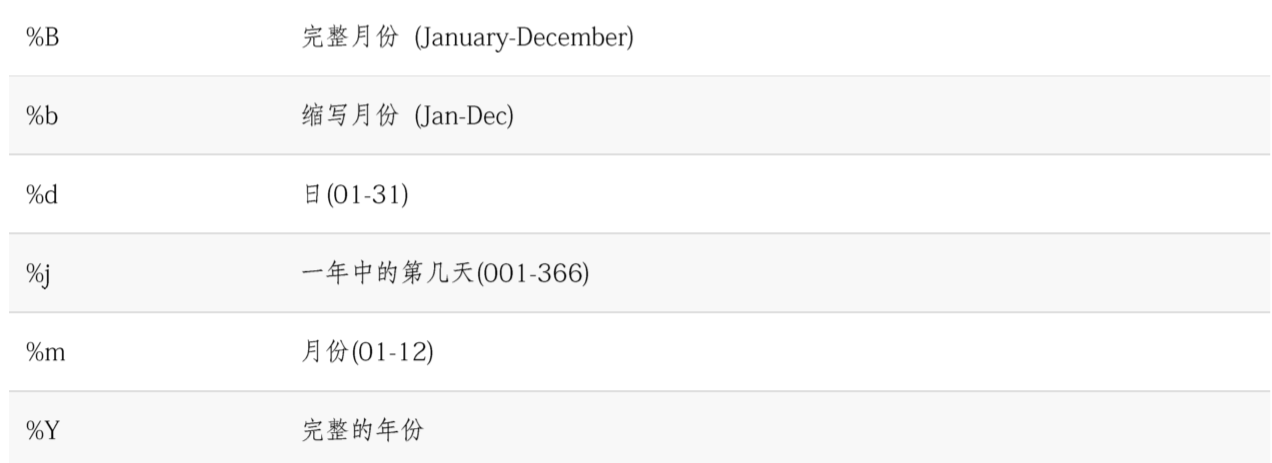 %B 完整月份 (January-December)
%b 缩写月份 (Jan-Dec)
%d 日(01-31)
%j 一年中的第几天(001-366)
%m 月份(01-12)
%Y 完整的年份